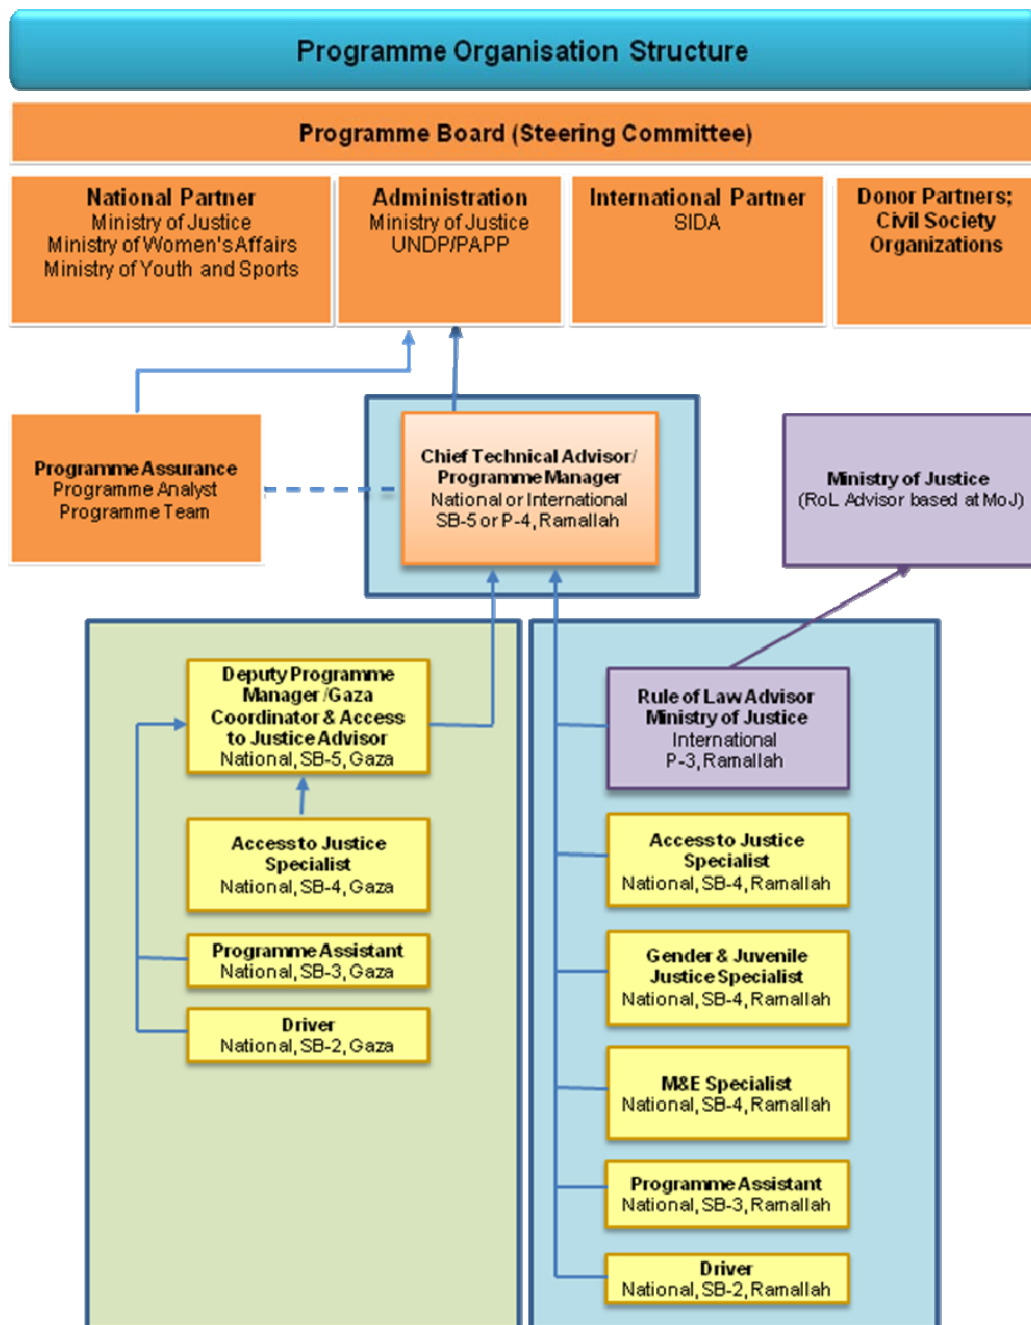 Programme Organisation Structure
Programme Board (Steering Committee)
National Partner
Ministry of Justice
Ministry of Women's Affairs
Ministry of Youth and Sports
Administration
Ministry of Justice
UNDP/PAPP
International Partner
SIDA
Donor Partners;
Civil Society
Organizations
Programme Assurance
Programme Analyst
Programme Team
Chief Technical Advisor/
Programme Manager
National or International
SB-5 or P-4, Ramallah
Ministry of Justice
(RoL Advisor based at MoJ)
Deputy Programme
Manager /Gaza
Coordinator & Access
to Justice Advisor
National, SB-5, Gaza
Access to Justice
Specialist
National, SB-4, Gaza
Programme Assistant
National, SB-3, Gaza
Driver
National, SB-2, Gaza
Rule of Law Advisor
Ministry of Justice
International
P-3, Ramallah
Access to Justice
Specialist
National, SB-4, Ramallah
Gender & Juvenile
Justice Specialist
National, SB-4, Ramallah
M&E Specialist
National, SB-4, Ramallah
Programme Assistant
National, SB-3, Ramallah
Driver
National, SB-2, Ramallah